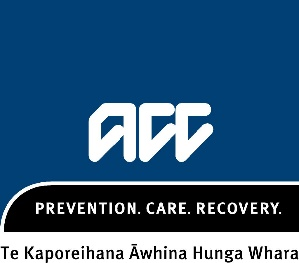 acc
PREVENTION. CARE. RECOVERY.
Te Kaporeihana Āwhina Hunga Whara